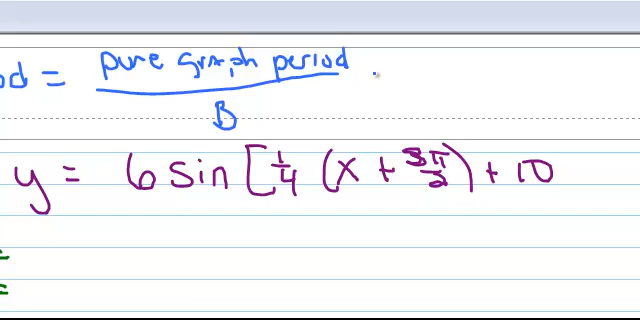 od = pure graph period / B
y = 6 sin [ 1/4 ( x + 3π/2 ) + 10
=